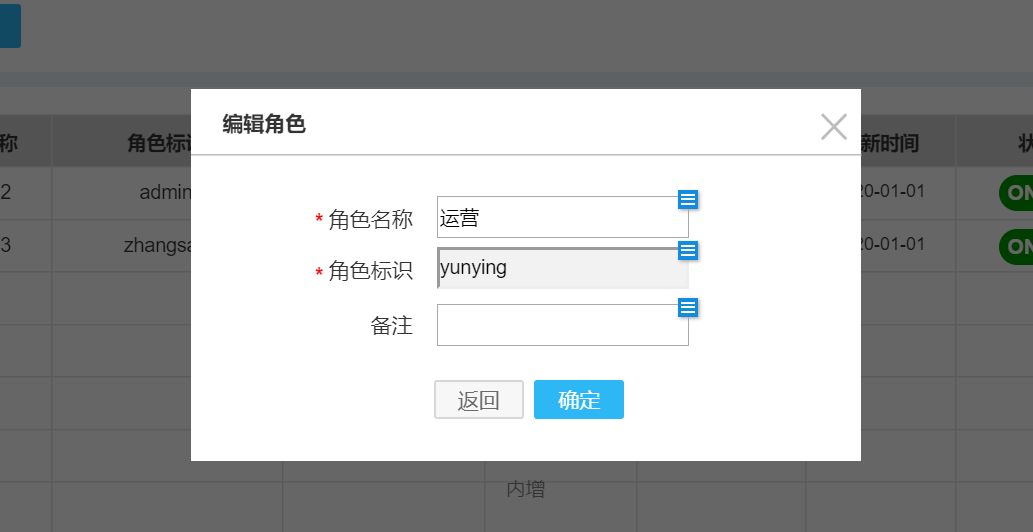 编辑角色
称 角色标 新时间 状
2 admin 20-01-01 ON
3 zhangsa 20-01-01 ON
* 角色名称 运营
* 角色标识 yunying
备注
返回 确定
内增